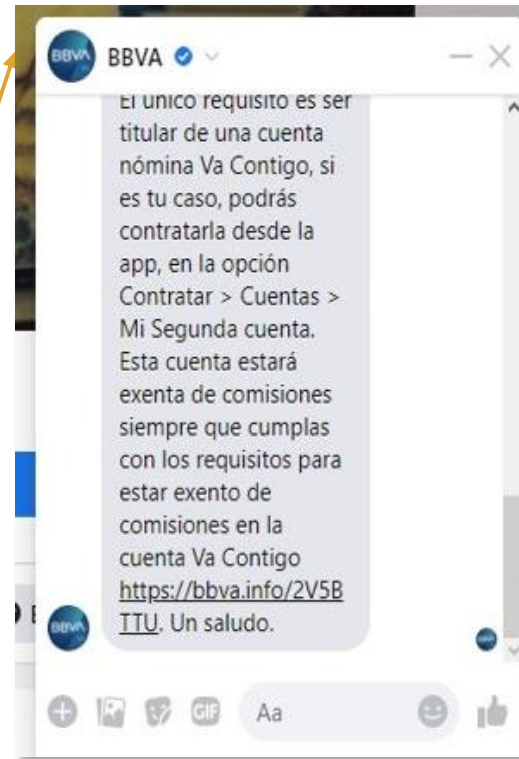 BBVA
BBVA
El único requisito es ser
titular de una cuenta
nómina Va Contigo, si
es tu caso, podrás
contratarla desde la
app, en la opción
Contratar > Cuentas >
Mi Segunda cuenta.
Esta cuenta estará
exenta de comisiones
siempre que cumplas
con los requisitos para
estar exento de
comisiones en la
cuenta Va Contigo
https://bbva.info/2V5B
TTU. Un saludo.
BBVA
GIF
Aa